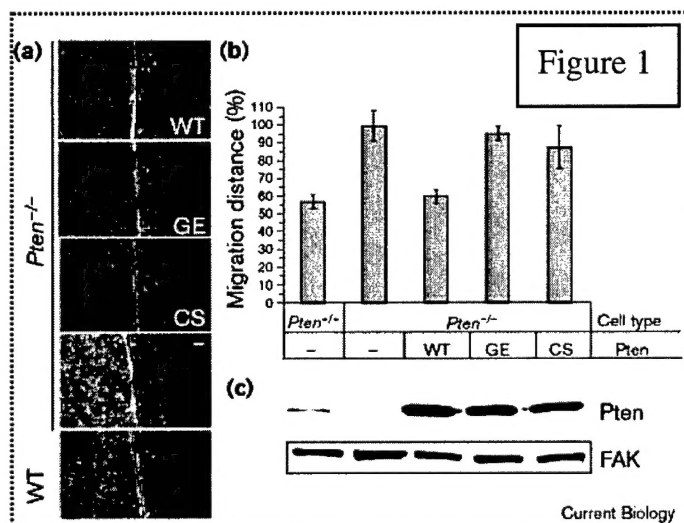 (a)
Pten-/-
WT
GE
CS
–
WT
(b)
Figure 1
Migration distance (%)
110
100
90
80
70
60
50
40
30
20
10
0
Pten+/+ Pten-/- Cell type
– – WT GE CS Pten
(c)
Pten
FAK
Current Biology